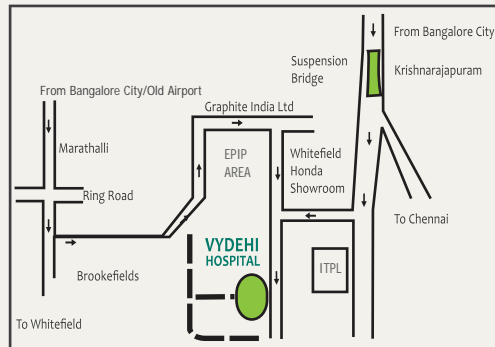 From Bangalore City
Suspension
Bridge
Krishnarajapuram
From Bangalore City/Old Airport
Graphite India Ltd
Marathalli
EPIP
AREA
Whitefield
Honda
Showroom
Ring Road
To Chennai
VYDEHI
HOSPITAL
ITPL
Brookefields
To Whitefield